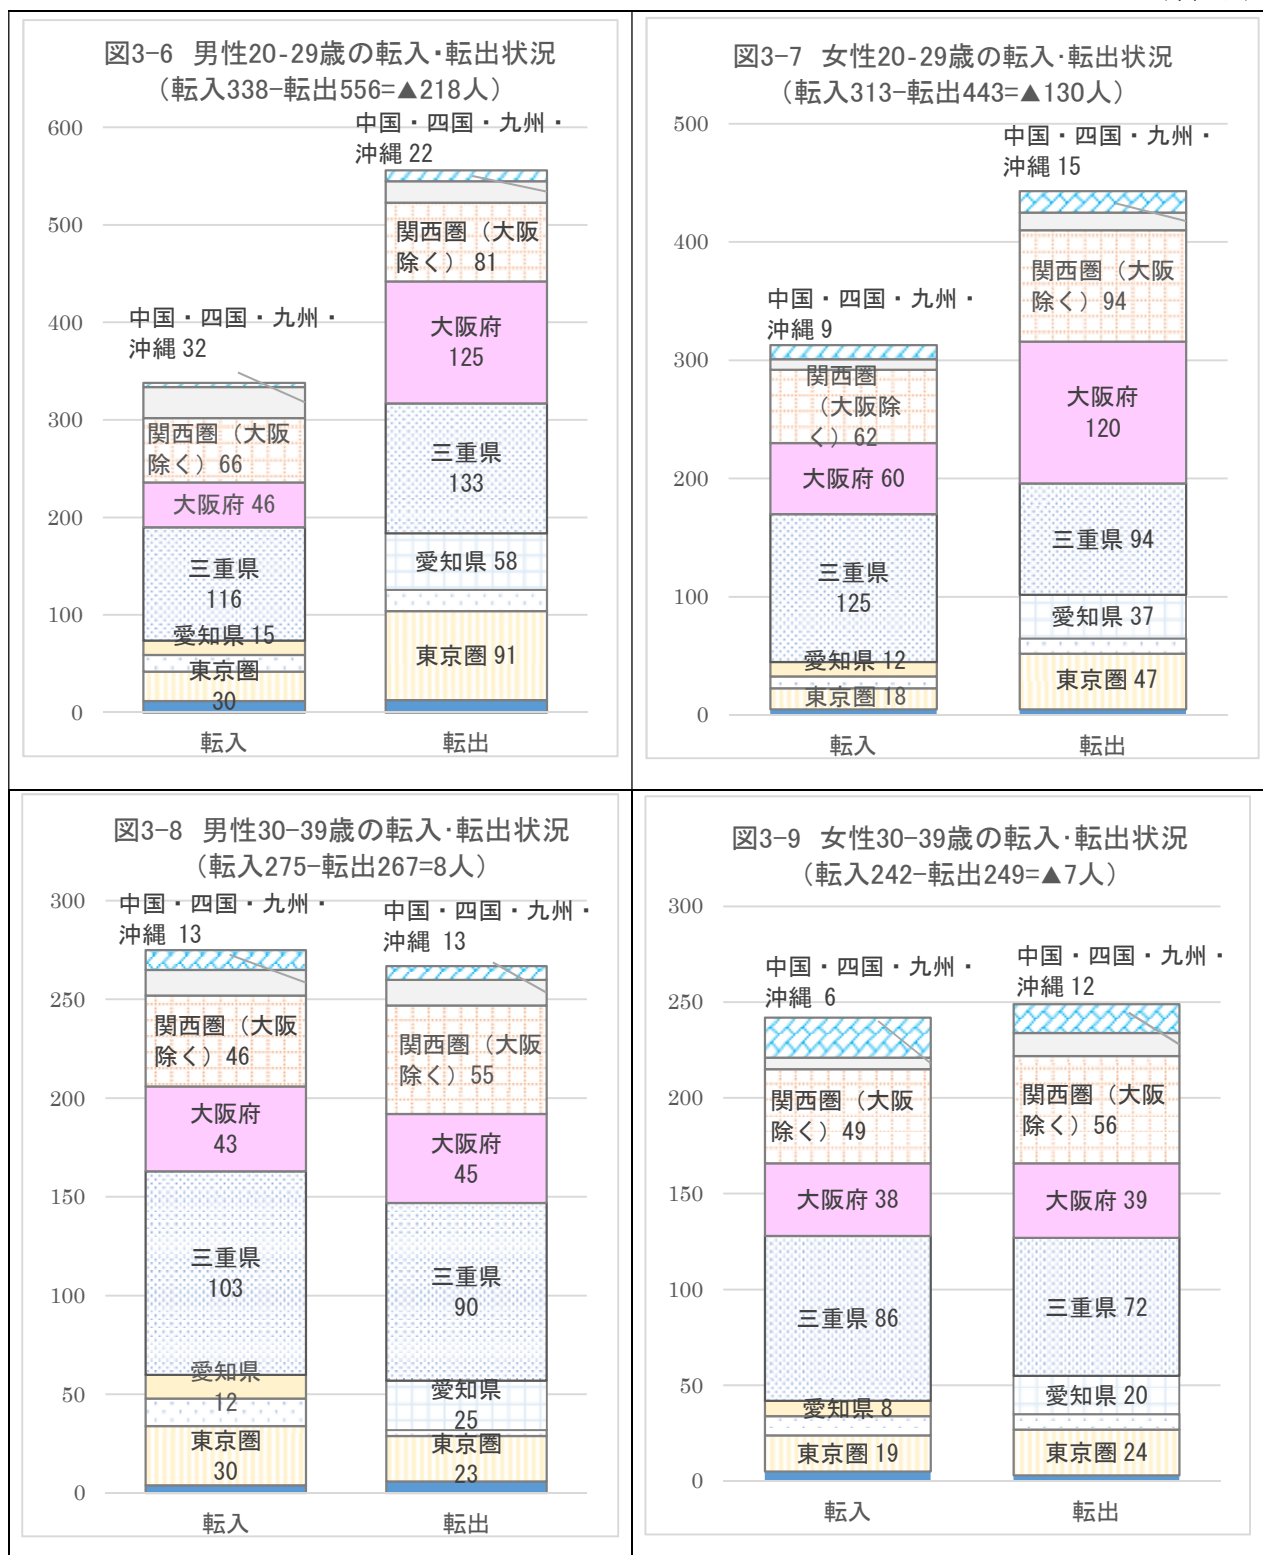 図3-6 男性20-29歳の転入・転出状況
（転入338-転出556=▲218人）
600
500
400
300
200
100
0
中国・四国・九州・
沖縄 32
関西圏（大阪
除く）66
大阪府 46
三重県
116
愛知県 15
東京圏
30
転入
中国・四国・九州・
沖縄 22
関西圏（大阪
除く）81
大阪府
125
三重県
133
愛知県 58
東京圏 91
転出
図3-7 女性20-29歳の転入・転出状況
（転入313-転出443=▲130人）
500
400
300
200
100
0
中国・四国・九州・
沖縄 9
関西圏
（大阪除
く）62
大阪府 60
三重県
125
愛知県 12
東京圏 18
転入
中国・四国・九州・
沖縄 15
関西圏（大阪
除く）94
大阪府
120
三重県 94
愛知県 37
東京圏 47
転出
図3-8 男性30-39歳の転入・転出状況
（転入275-転出267=8人）
300
250
200
150
100
50
0
中国・四国・九州・
沖縄 13
関西圏（大阪
除く）46
大阪府
43
三重県
103
愛知県
12
東京圏
30
転入
中国・四国・九州・
沖縄 13
関西圏（大阪
除く）55
大阪府
45
三重県
90
愛知県
25
東京圏
23
転出
図3-9 女性30-39歳の転入・転出状況
（転入242-転出249=▲7人）
300
250
200
150
100
50
0
中国・四国・九州・
沖縄 6
関西圏（大阪
除く）49
大阪府 38
三重県 86
愛知県 8
東京圏 19
転入
中国・四国・九州・
沖縄 12
関西圏（大阪
除く）56
大阪府 39
三重県 72
愛知県 20
東京圏 24
転出